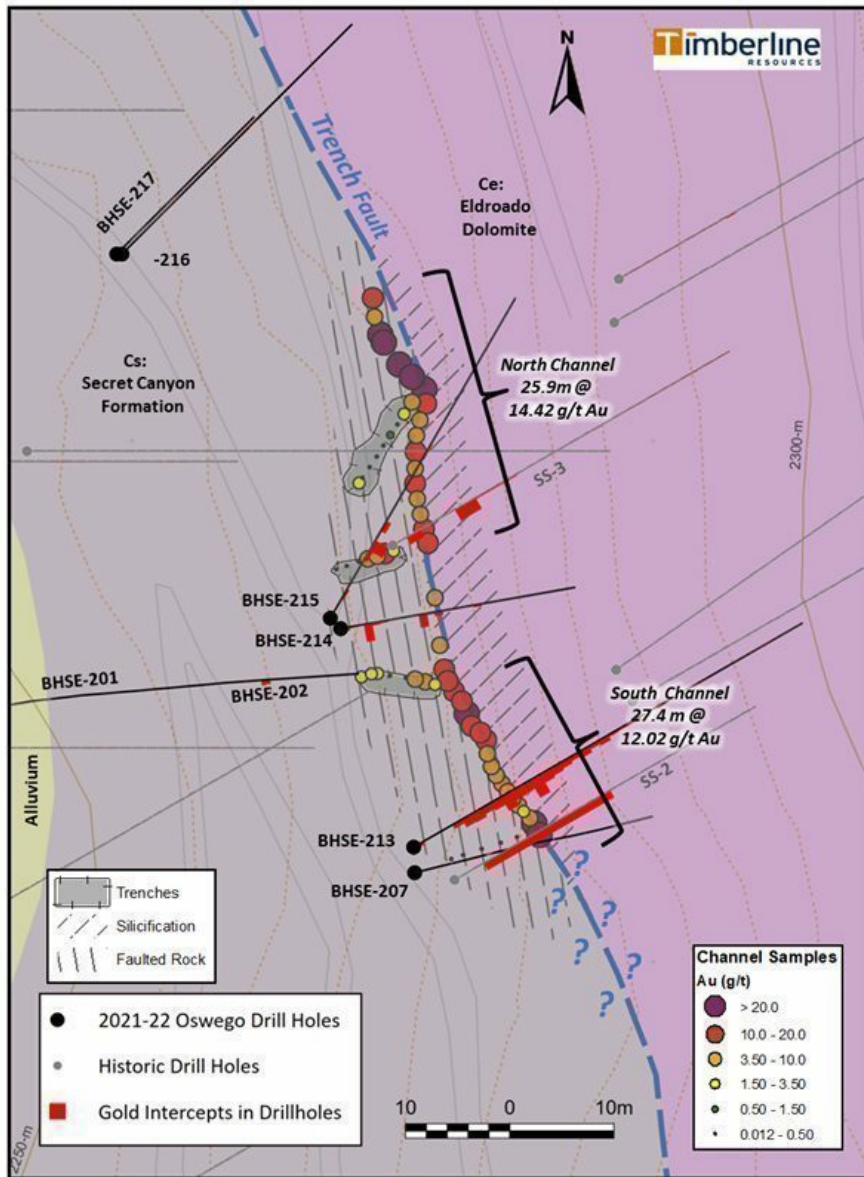 Timberline
RESOURCES
N
Trench Fault
BHSE-217
-216
Ce:
Eldroado
Dolomite
Cs:
Secret Canyon
Formation
North Channel
25.9m @
14.42 g/t Au
2300-m
SS-3
BHSE-215
BHSE-214
BHSE-201
BHSE-202
South Channel
27.4 m @
12.02 g/t Au
SS-2
Alluvium
BHSE-213
BHSE-207
?
?
?
?
?
?
Trenches
Silicification
Faulted Rock
2021-22 Oswego Drill Holes
Historic Drill Holes
Gold Intercepts in Drillholes
10 0 10m
Channel Samples
Au (g/t)
> 20.0
10.0 - 20.0
3.50 - 10.0
1.50 - 3.50
0.50 - 1.50
0.012 - 0.50
2250-m